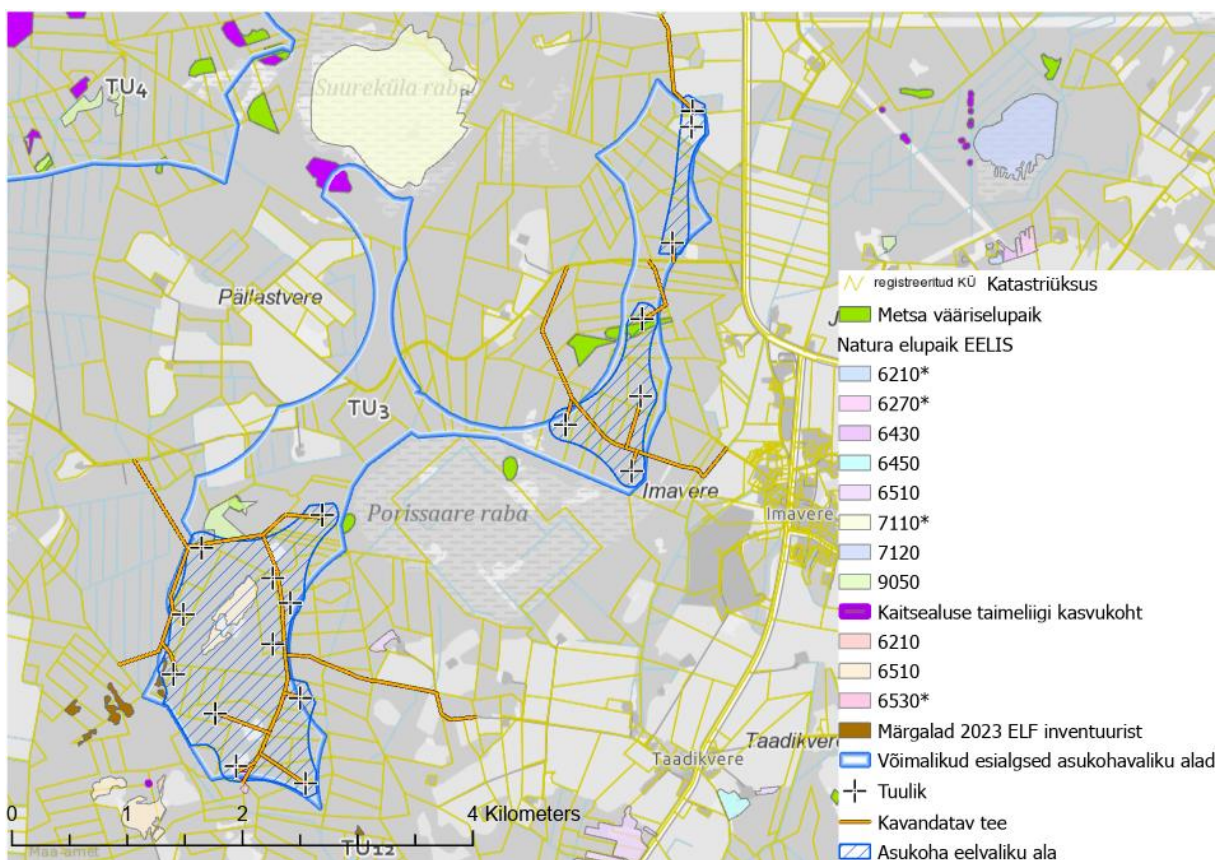 Suureküla raba
TU4
Pällastvere
TU3
Imavere
Porissaare raba
Imavere
Taadikvere
Taadikvere
TU12
Maa-amet
0 1 2 4 Kilometers
registreeritud KÜ Katastriüksus
Metsa vääriselupaik
Natura elupaik EELIS
6210*
6270*
6430
6450
6510
7110*
7120
9050
Kaitsealuse taimeliigi kasvukoht
6210
6510
6530*
Märgalad 2023 ELF inventuurist
Võimalikud esialgsed asukohavaliku alad
Tuulik
Kavandatav tee
Asukoha eelvaliku ala